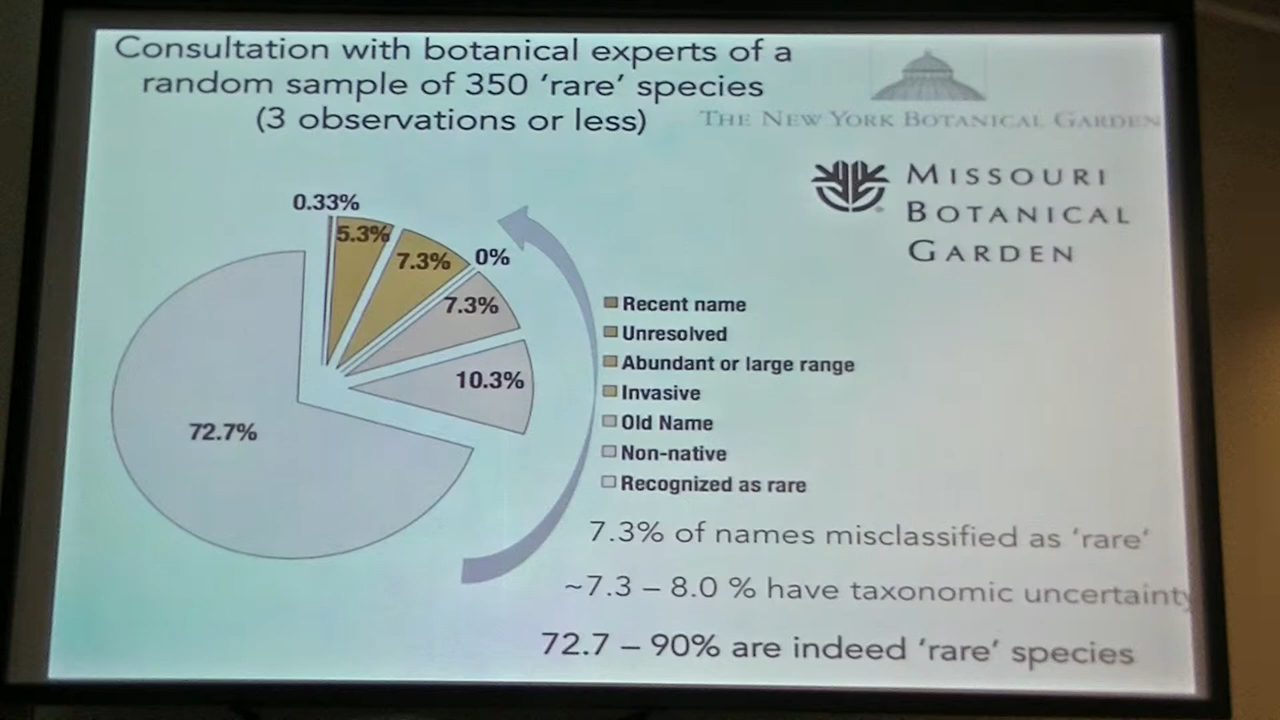 Consultation with botanical experts of a
random sample of 350 'rare' species
(3 observations or less)
THE NEW YORK BOTANICAL GARDEN
MISSOURI
BOTANICAL
GARDEN
0.33%
5.3%
7.3%
0%
7.3%
10.3%
72.7%
Recent name
Unresolved
Abundant or large range
Invasive
Old Name
Non-native
Recognized as rare
7.3% of names misclassified as 'rare'
~7.3 – 8.0 % have taxonomic uncertainty
72.7 – 90% are indeed 'rare' species